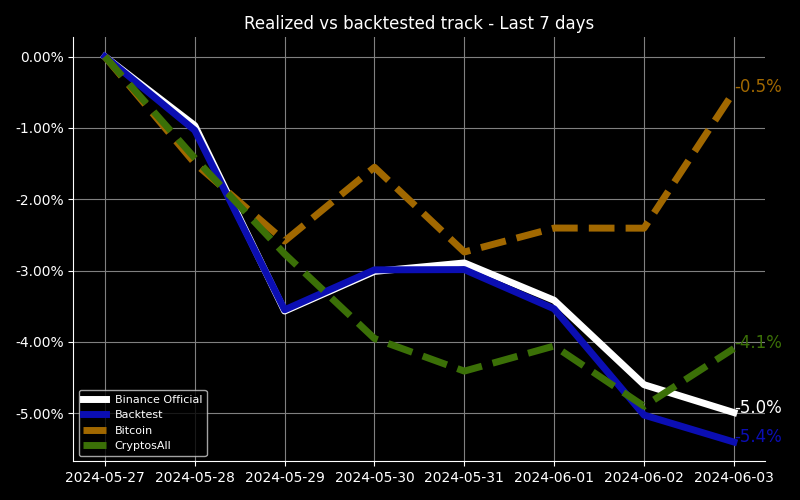 Realized vs backtested track - Last 7 days
0.00%
-1.00%
-2.00%
-3.00%
-4.00%
-5.00%
-0.5%
-4.1%
-5.0%
-5.4%
Binance Official
Backtest
Bitcoin
CryptosAll
2024-05-27 2024-05-28 2024-05-29 2024-05-30 2024-05-31 2024-06-01 2024-06-02 2024-06-03